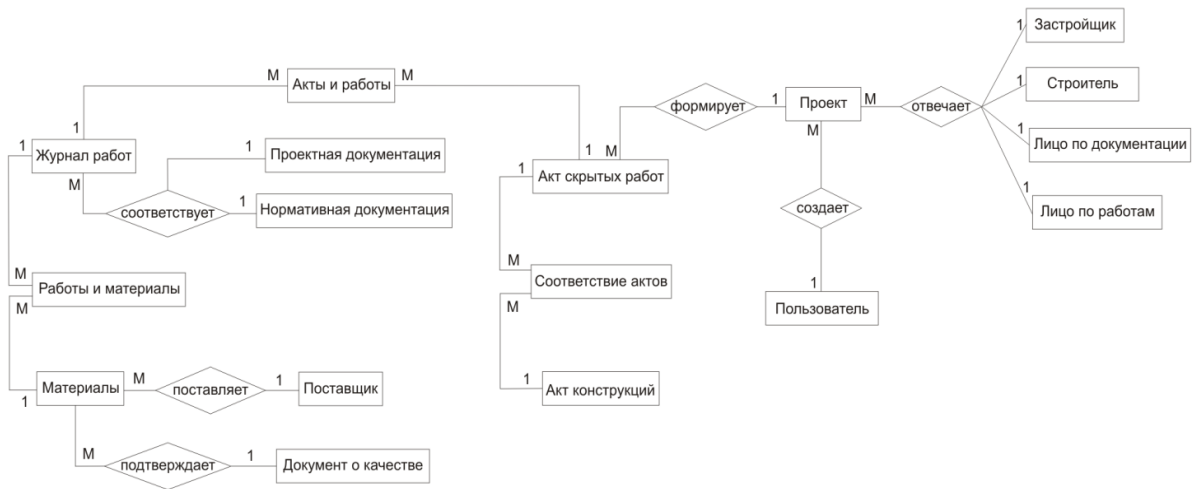 Застройщик
1
М
Акты и работы
М
формирует
1
Проект
М
отвечает
1
Строитель
1
1
М
Журнал работ
1
Проектная документация
1
М
1
Акт скрытых работ
М
1
Лицо по документации
М
соответствует
1
Нормативная документация
создает
1
Лицо по работам
М
Работы и материалы
М
М
Соответствие актов
М
1
Пользователь
Материалы
1
М
поставляет
1
Поставщик
1
Акт конструкций
М
подтверждает
1
Документ о качестве